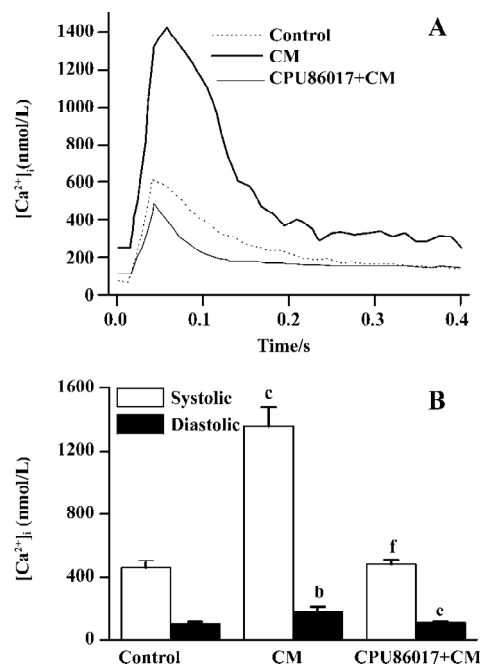 A
Control
CM
CPU86017+CM
1400
1200
1000
800
600
400
200
0
[Ca²⁺]ᵢ(nmol/L)
0.0 0.1 0.2 0.3 0.4
Time/s
B
Systolic
Diastolic
1600
1200
800
400
0
[Ca²⁺]ᵢ (nmol/L)
c
b
f
e
Control CM CPU86017+CM